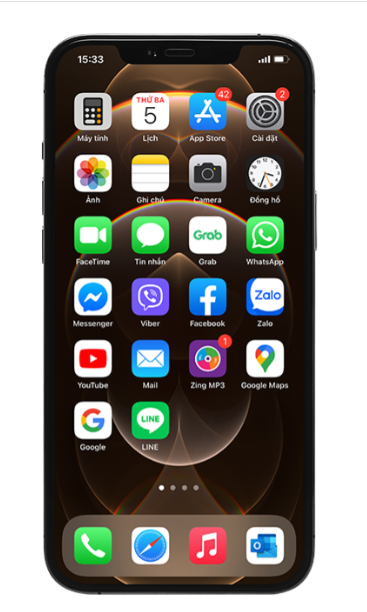 15:33
42
2
THỨ BA
5
Máy tính
Lịch
App Store
Cài đặt
Ảnh
Ghi chú
Camera
Đồng hồ
Grab
FaceTime
Tin nhắn
Grab
WhatsApp
Zalo
Messenger
Viber
Facebook
Zalo
1
YouTube
Mail
Zing MP3
Google Maps
LINE
Google
LINE